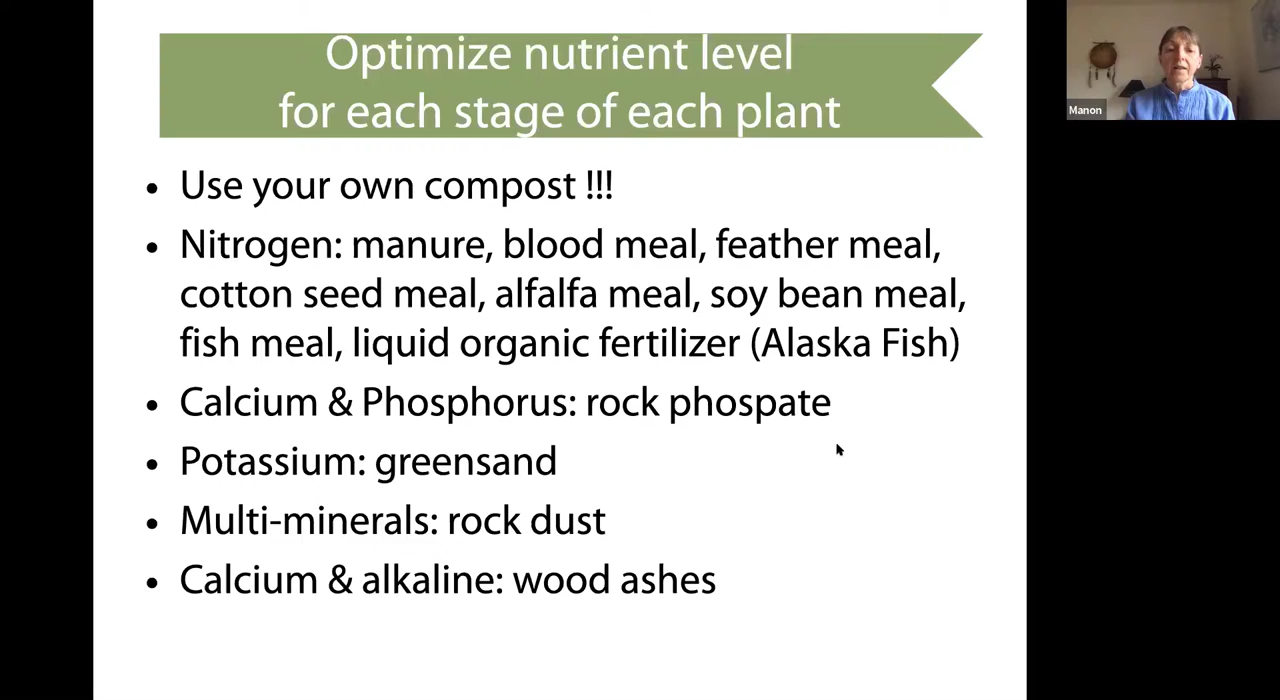 Optimize nutrient level
for each stage of each plant
• Use your own compost !!!
• Nitrogen: manure, blood meal, feather meal,
cotton seed meal, alfalfa meal, soy bean meal,
fish meal, liquid organic fertilizer (Alaska Fish)
• Calcium & Phosphorus: rock phospate
• Potassium: greensand
• Multi-minerals: rock dust
• Calcium & alkaline: wood ashes
Manon